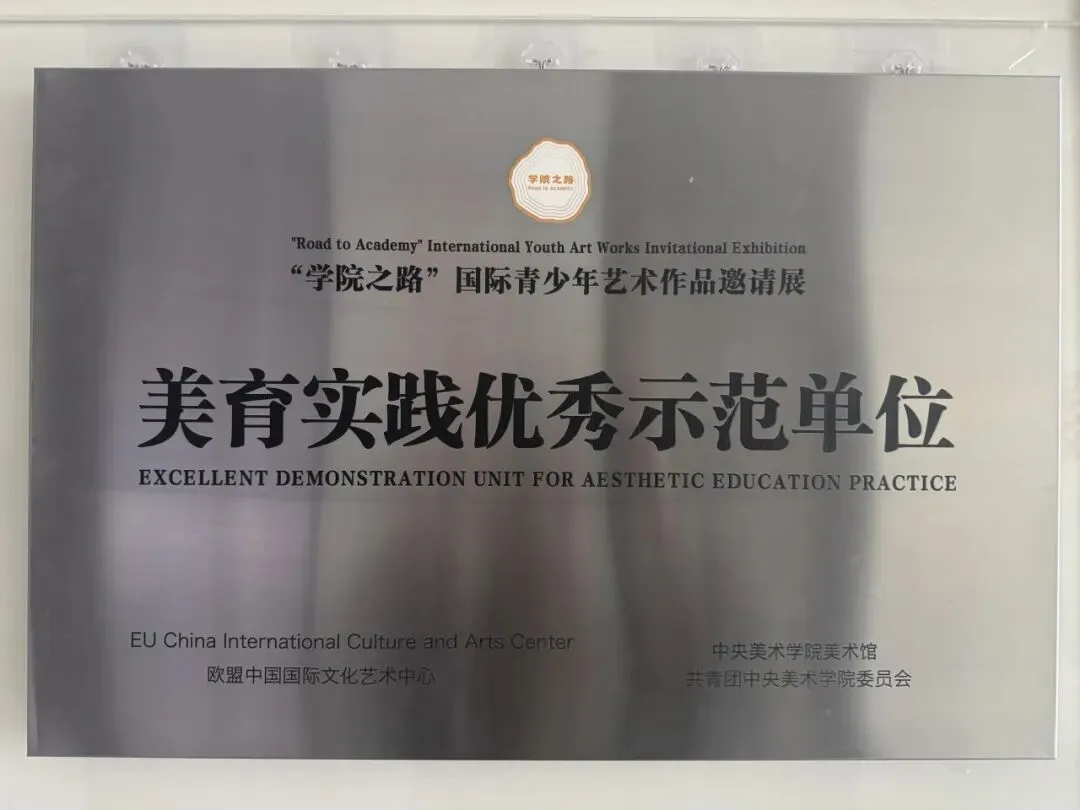 学院之路
Road to Academy
"Road to Academy" International Youth Art Works Invitational Exhibition
“学院之路”国际青少年艺术作品邀请展
美育实践优秀示范单位
EXCELLENT DEMONSTRATION UNIT FOR AESTHETIC EDUCATION PRACTICE
EU China International Culture and Arts Center
欧盟中国国际文化艺术中心
中央美术学院美术馆
共青团中央美术学院委员会